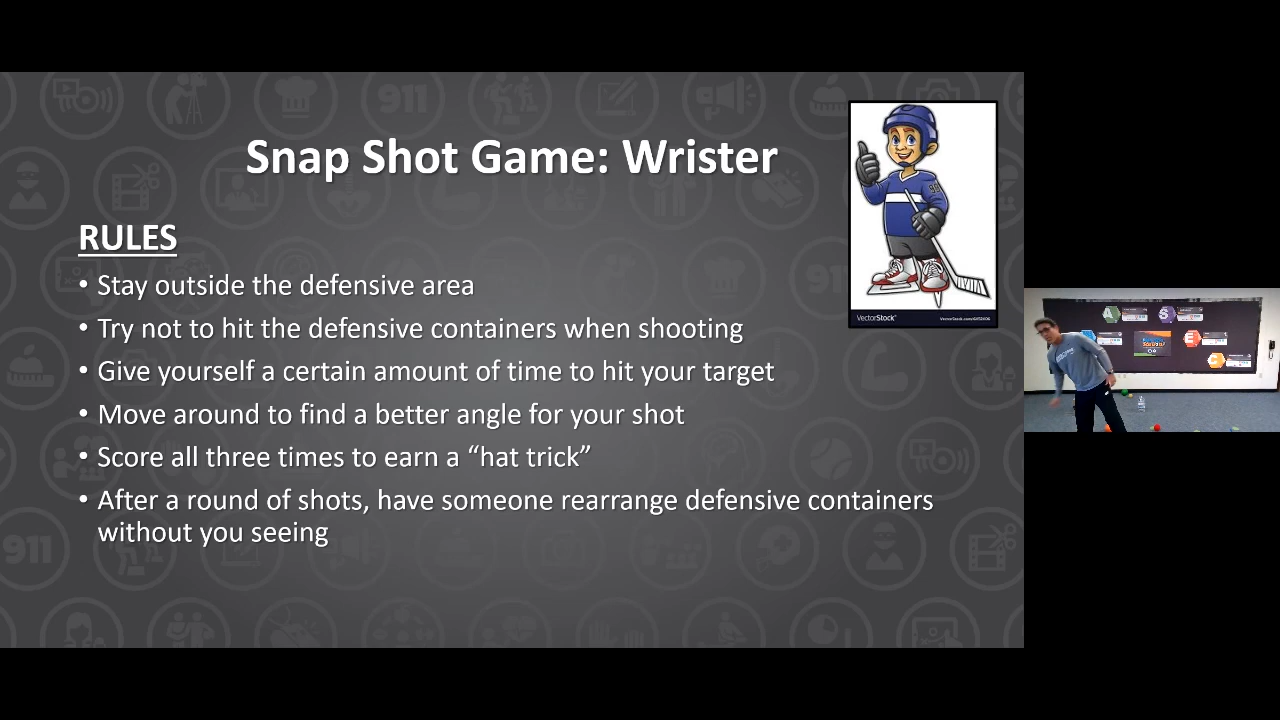 Snap Shot Game: Wrister
RULES
• Stay outside the defensive area
• Try not to hit the defensive containers when shooting
• Give yourself a certain amount of time to hit your target
• Move around to find a better angle for your shot
• Score all three times to earn a “hat trick”
• After a round of shots, have someone rearrange defensive containers
without you seeing
VectorStock
911
911
911
A
S
E
C